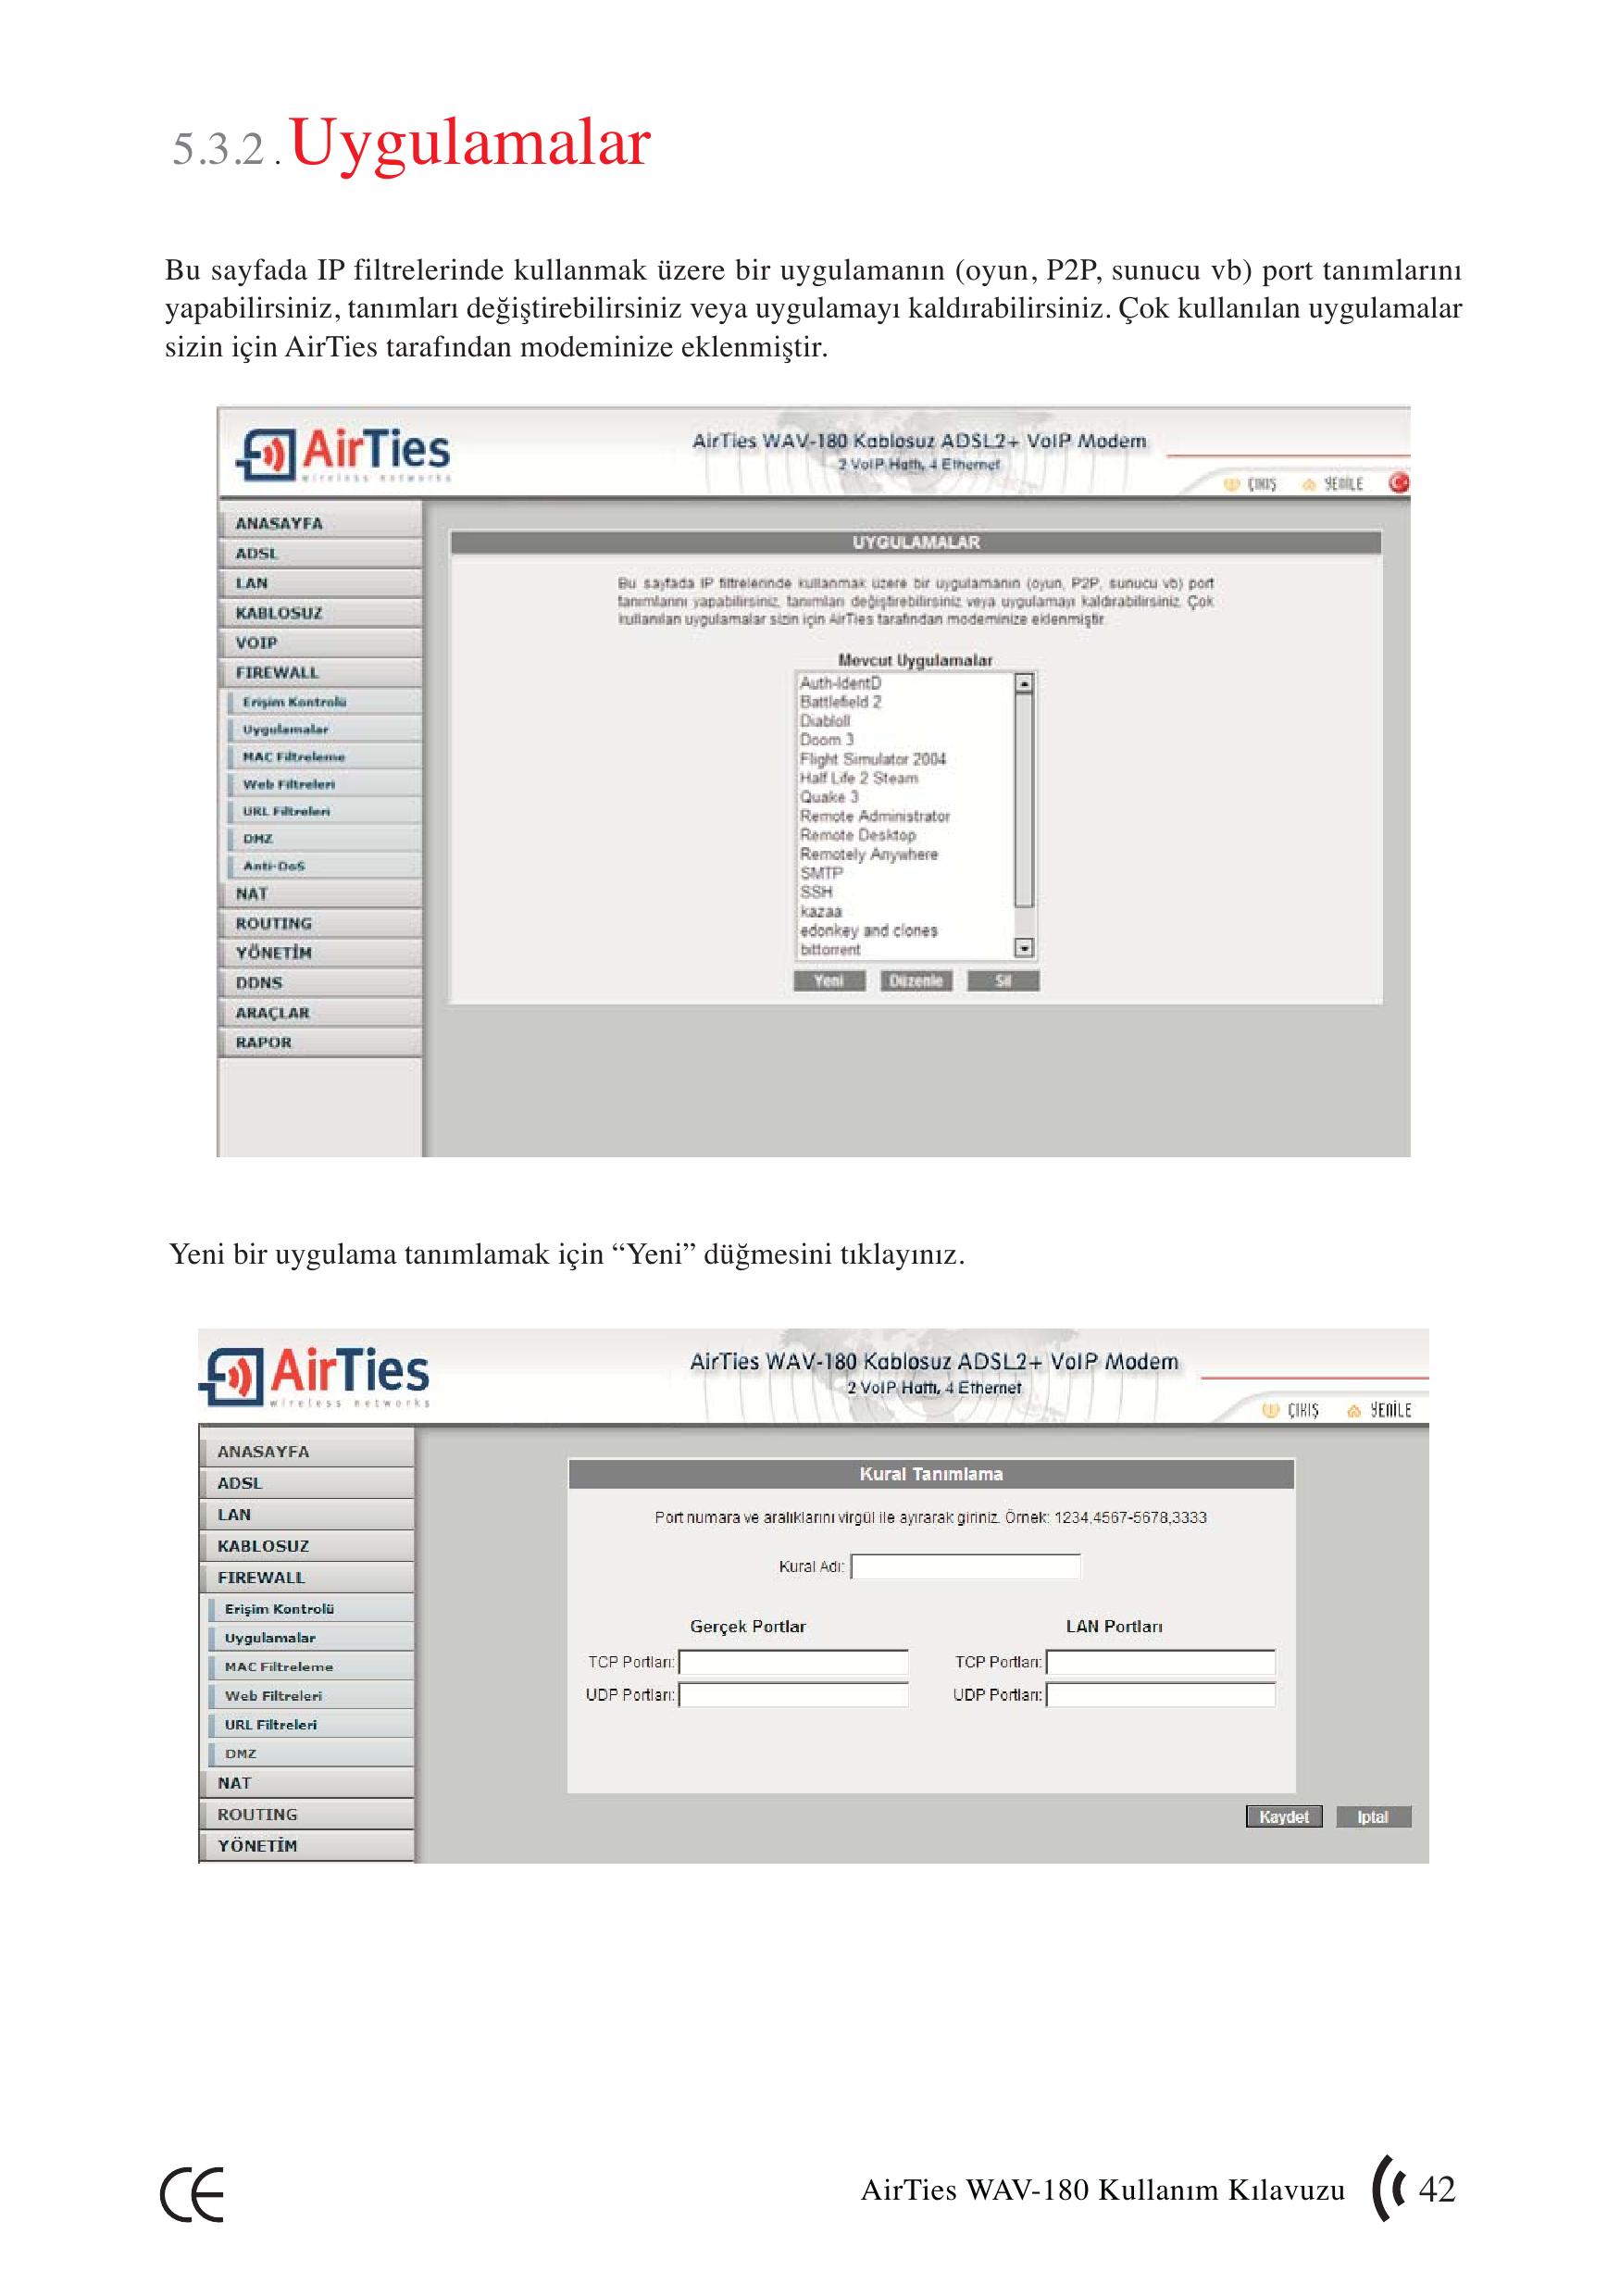 5.3.2 . Uygulamalar
Bu sayfada IP filtrelerinde kullanmak üzere bir uygulamanın (oyun, P2P, sunucu vb) port tanımlarını
yapabilirsiniz, tanımları değiştirebilirsiniz veya uygulamayı kaldırabilirsiniz. Çok kullanılan uygulamalar
sizin için AirTies tarafından modeminize eklenmiştir.
AirTies
wireless networks
AirTies WAV-180 Kablosuz ADSL2+ VoIP Modem
2 VoIP Hattı, 4 Ethernet
ÇIKIŞ YENİLE
ANASAYFA
ADSL
LAN
KABLOSUZ
VOIP
FIREWALL
Erişim Kontrolü
Uygulamalar
MAC Filtreleme
Web Filtreleri
URL Filtreleri
DMZ
Anti-DoS
NAT
ROUTING
YÖNETİM
DDNS
ARAÇLAR
RAPOR
UYGULAMALAR
Bu sayfada IP filtrelerinde kullanmak üzere bir uygulamanın (oyun, P2P, sunucu vb) port
tanımlarını yapabilirsiniz, tanımları değiştirebilirsiniz veya uygulamayı kaldırabilirsiniz. Çok
kullanılan uygulamalar sizin için AirTies tarafından modeminize eklenmiştir.
Mevcut Uygulamalar
Auth-IdentD
Battlefield 2
DiabloII
Doom 3
Flight Simulator 2004
Half Life 2 Steam
Quake 3
Remote Administrator
Remote Desktop
Remotely Anywhere
SMTP
SSH
kazaa
edonkey and clones
bittorrent
Yeni Düzenle Sil
Yeni bir uygulama tanımlamak için “Yeni” düğmesini tıklayınız.
AirTies
wireless networks
AirTies WAV-180 Kablosuz ADSL2+ VoIP Modem
2 VoIP Hattı, 4 Ethernet
ÇIKIŞ YENİLE
ANASAYFA
ADSL
LAN
KABLOSUZ
FIREWALL
Erişim Kontrolü
Uygulamalar
MAC Filtreleme
Web Filtreleri
URL Filtreleri
DMZ
NAT
ROUTING
YÖNETİM
Kural Tanımlama
Port numara ve aralıklarını virgül ile ayırarak giriniz. Örnek: 1234,4567-5678,3333
Kural Adı:
Gerçek Portlar LAN Portları
TCP Portları: TCP Portları:
UDP Portları: UDP Portları:
Kaydet Iptal
CE
AirTies WAV-180 Kullanım Kılavuzu 42